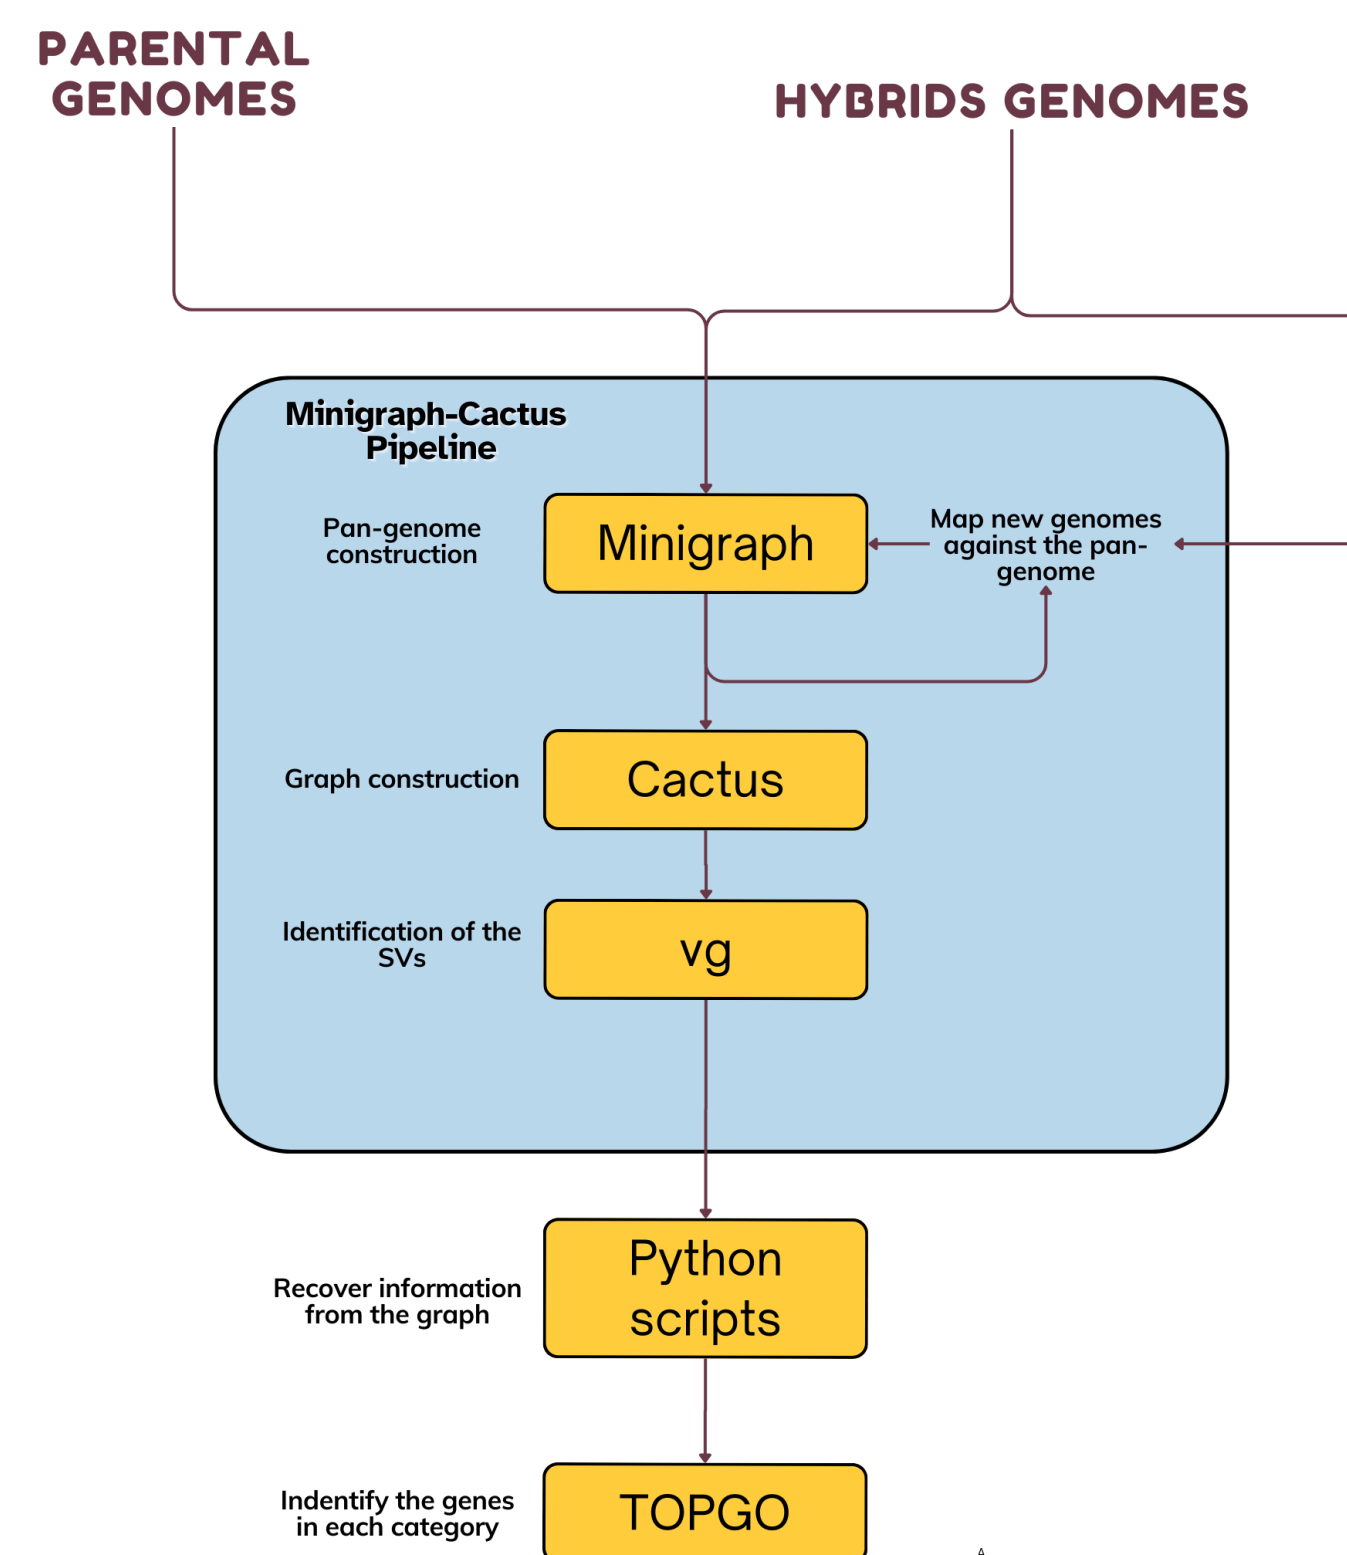 PARENTAL
GENOMES
HYBRIDS GENOMES
Minigraph-Cactus
Pipeline
Pan-genome
construction
Minigraph
Map new genomes
against the pan-
genome
Graph construction
Cactus
Identification of the
SVs
vg
Recover information
from the graph
Python
scripts
Indentify the genes
in each category
TOPGO
A